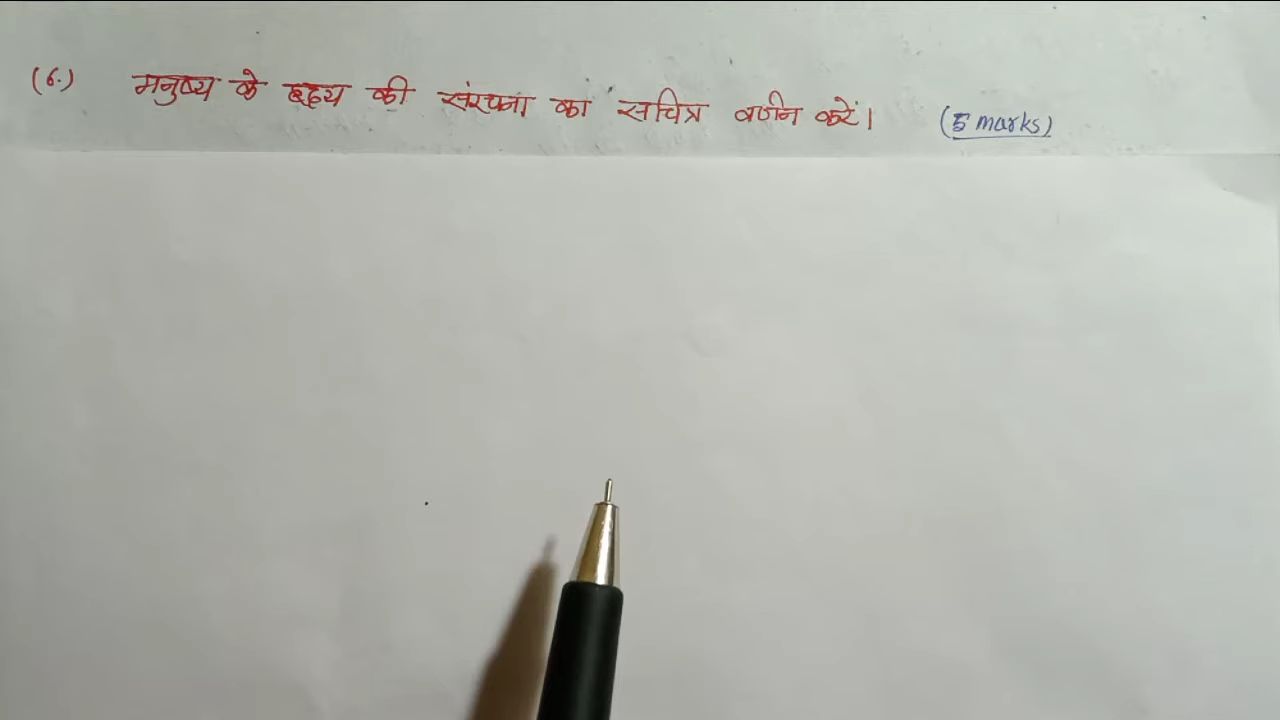 (6.) मनुष्य के हृदय की संरचना का सचित्र वर्णन करें। (5 marks)